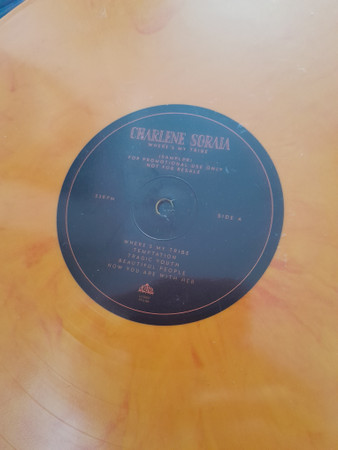 CHARLENE SORAIA
WHERE'S MY TRIBE
(SAMPLER)
FOR PROMOTIONAL USE ONLY
NOT FOR RESALE
SIDE A
WHERE'S MY TRIBE
TEMPTATION
TRAGIC YOUTH
BEAUTIFUL PEOPLE
NOW YOU ARE WITH HER